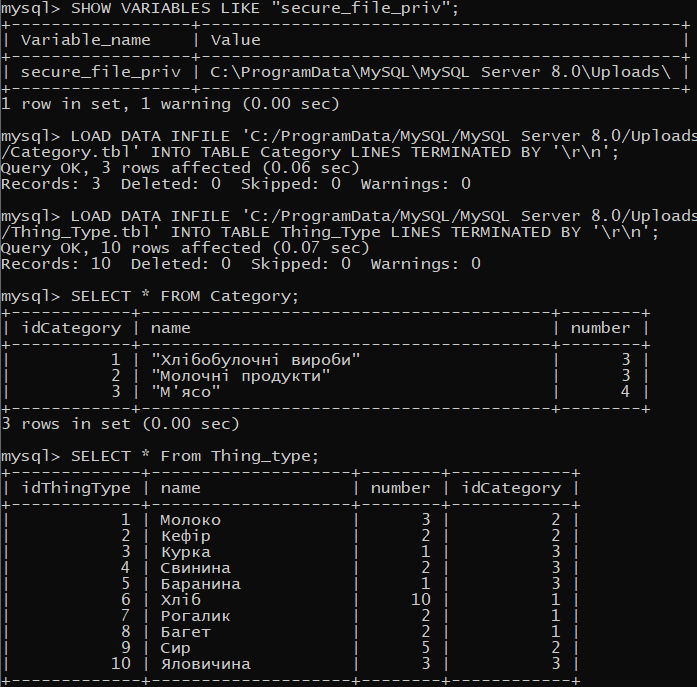 mysql> SHOW VARIABLES LIKE "secure_file_priv";
+------------------+------------------------------------------------+
| Variable_name    | Value                                          |
+------------------+------------------------------------------------+
| secure_file_priv | C:\ProgramData\MySQL\MySQL Server 8.0\Uploads\ |
+------------------+------------------------------------------------+
1 row in set, 1 warning (0.00 sec)

mysql> LOAD DATA INFILE 'C:/ProgramData/MySQL/MySQL Server 8.0/Uploads
/Category.tbl' INTO TABLE Category LINES TERMINATED BY '\r\n';
Query OK, 3 rows affected (0.06 sec)
Records: 3  Deleted: 0  Skipped: 0  Warnings: 0

mysql> LOAD DATA INFILE 'C:/ProgramData/MySQL/MySQL Server 8.0/Uploads
/Thing_Type.tbl' INTO TABLE Thing_Type LINES TERMINATED BY '\r\n';
Query OK, 10 rows affected (0.07 sec)
Records: 10  Deleted: 0  Skipped: 0  Warnings: 0

mysql> SELECT * FROM Category;
+------------+-----------------------------------------+--------+
| idCategory | name                                    | number |
+------------+-----------------------------------------+--------+
|          1 | "Хлібобулочні вироби"                   |      3 |
|          2 | "Молочні продукти"                      |      3 |
|          3 | "М'ясо"                                 |      4 |
+------------+-----------------------------------------+--------+
3 rows in set (0.00 sec)

mysql> SELECT * From Thing_type;
+-------------+--------------------+--------+------------+
| idThingType | name               | number | idCategory |
+-------------+--------------------+--------+------------+
|           1 | Молоко             |      3 |          2 |
|           2 | Кефір              |      2 |          2 |
|           3 | Курка              |      1 |          3 |
|           4 | Свинина            |      2 |          3 |
|           5 | Баранина           |      1 |          3 |
|           6 | Хліб               |     10 |          1 |
|           7 | Рогалик            |      2 |          1 |
|           8 | Багет              |      2 |          1 |
|           9 | Сир                |      5 |          2 |
|          10 | Яловичина          |      3 |          3 |
+-------------+--------------------+--------+------------+